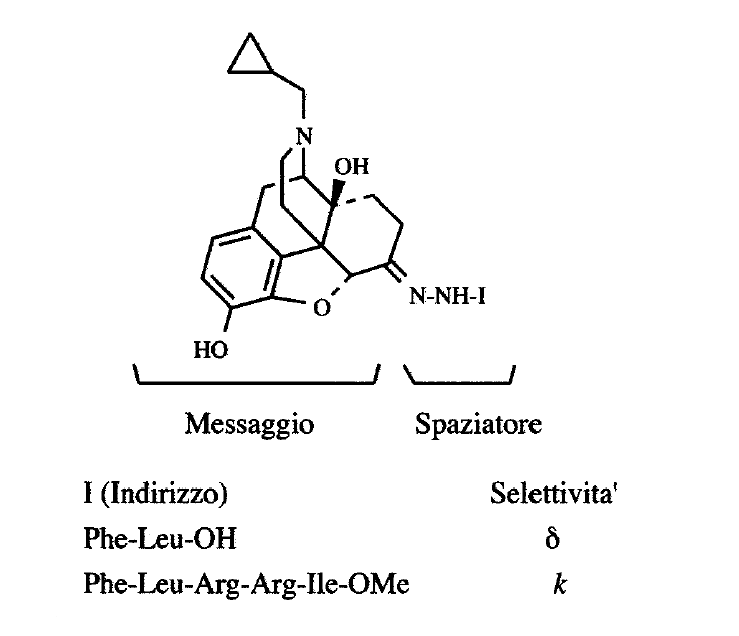 N
OH
O
N-NH-I
HO
Messaggio Spaziatore
I (Indirizzo) Selettivita'
Phe-Leu-OH δ
Phe-Leu-Arg-Arg-Ile-OMe k